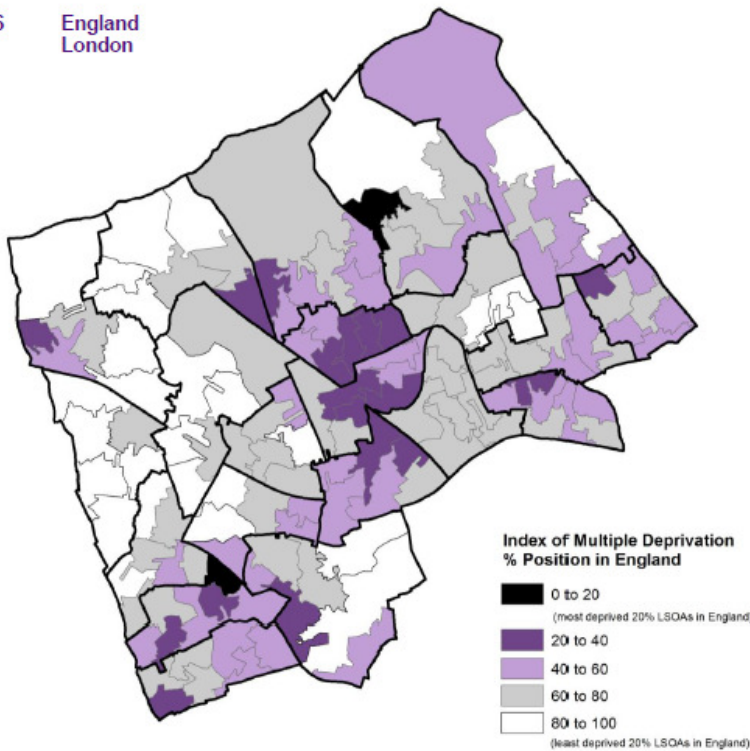 6 England
London
Index of Multiple Deprivation
% Position in England
0 to 20
(most deprived 20% LSOAs in England)
20 to 40
40 to 60
60 to 80
80 to 100
(least deprived 20% LSOAs in England)